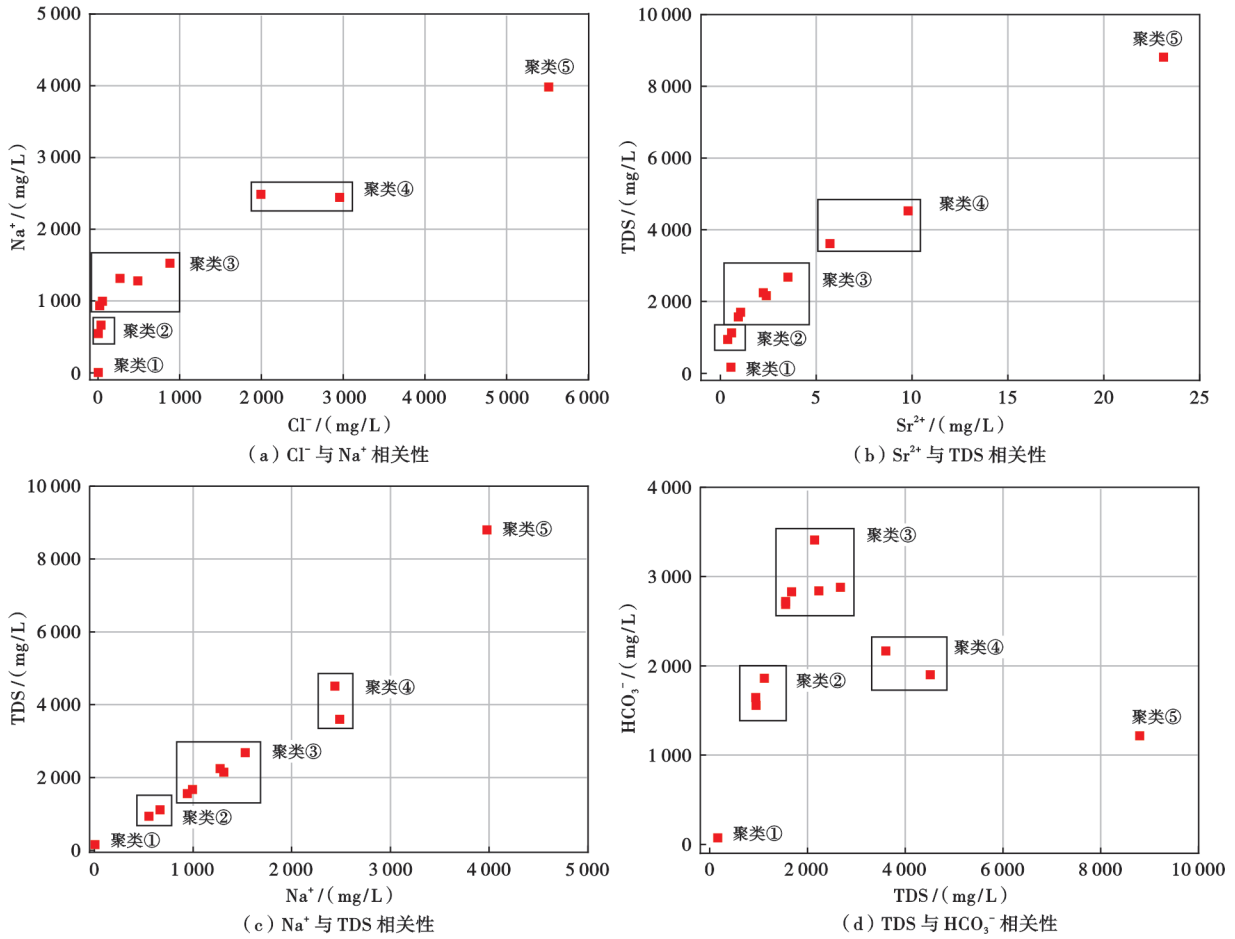 5 000
4 000
3 000
2 000
1 000
0
Na⁺/(mg/L)
聚类⑤
聚类④
聚类③
聚类②
聚类①
0 1 000 2 000 3 000 4 000 5 000 6 000
Cl⁻/(mg/L)
(a) Cl⁻ 与 Na⁺ 相关性
10 000
8 000
6 000
4 000
2 000
0
TDS/(mg/L)
聚类⑤
聚类④
聚类③
聚类②
聚类①
0 5 10 15 20 25
Sr²⁺/(mg/L)
(b) Sr²⁺ 与 TDS 相关性
10 000
8 000
6 000
4 000
2 000
0
TDS/(mg/L)
聚类⑤
聚类④
聚类③
聚类②
聚类①
0 1 000 2 000 3 000 4 000 5 000
Na⁺/(mg/L)
(c) Na⁺ 与 TDS 相关性
4 000
3 000
2 000
1 000
0
HCO₃⁻/(mg/L)
聚类③
聚类④
聚类②
聚类⑤
聚类①
0 2 000 4 000 6 000 8 000 10 000
TDS/(mg/L)
(d) TDS 与 HCO₃⁻ 相关性